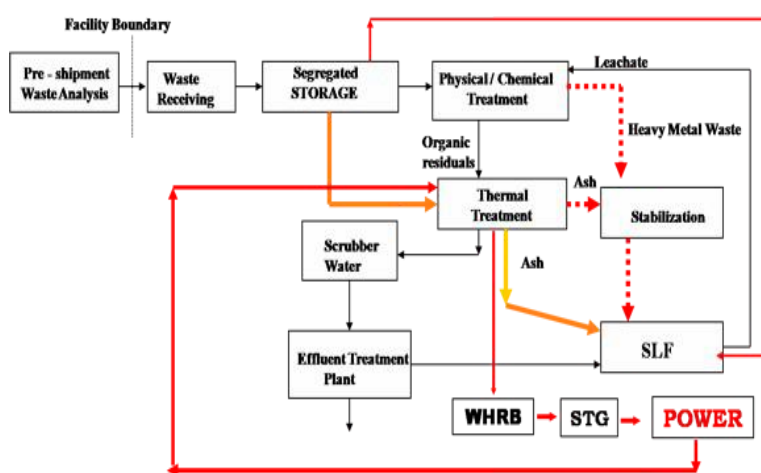 Facility Boundary
Pre - shipment
Waste Analysis
Waste
Receiving
Segregated
STORAGE
Physical / Chemical
Treatment
Leachate
Heavy Metal Waste
Organic
residuals
Thermal
Treatment
Ash
Stabilization
Scrubber
Water
Ash
Effluent Treatment
Plant
SLF
WHRB
STG
POWER